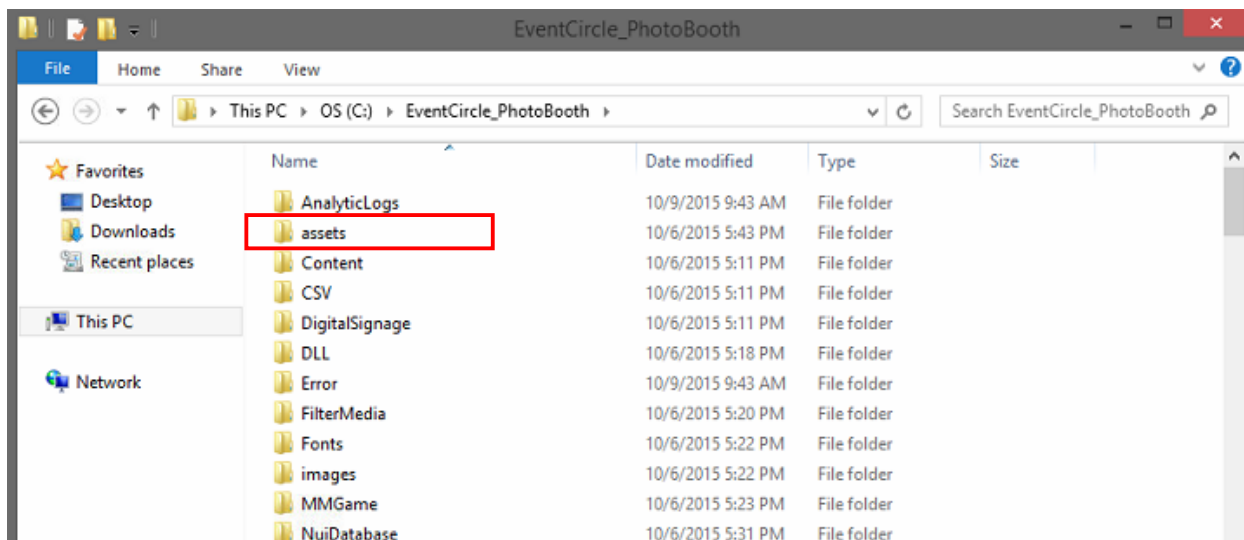 EventCircle_PhotoBooth
File Home Share View
This PC OS (C:) EventCircle_PhotoBooth Search EventCircle_PhotoBooth
Favorites
Desktop
Downloads
Recent places
This PC
Network
Name Date modified Type Size
AnalyticLogs 10/9/2015 9:43 AM File folder
assets 10/6/2015 5:43 PM File folder
Content 10/6/2015 5:11 PM File folder
CSV 10/6/2015 5:11 PM File folder
DigitalSignage 10/6/2015 5:11 PM File folder
DLL 10/6/2015 5:18 PM File folder
Error 10/9/2015 9:43 AM File folder
FilterMedia 10/6/2015 5:20 PM File folder
Fonts 10/6/2015 5:22 PM File folder
images 10/6/2015 5:22 PM File folder
MMGame 10/6/2015 5:23 PM File folder
NuiDatabase 10/6/2015 5:31 PM File folder